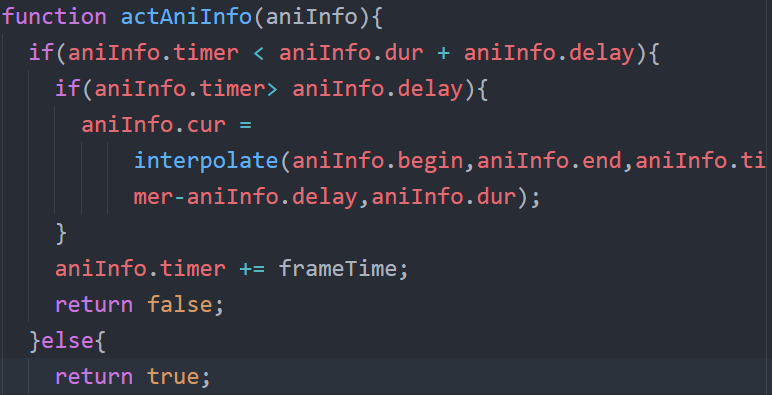 function actAniInfo(aniInfo){
if(aniInfo.timer < aniInfo.dur + aniInfo.delay){
if(aniInfo.timer> aniInfo.delay){
aniInfo.cur =
interpolate(aniInfo.begin,aniInfo.end,aniInfo.ti
mer-aniInfo.delay,aniInfo.dur);
}
aniInfo.timer += frameTime;
return false;
}else{
return true;